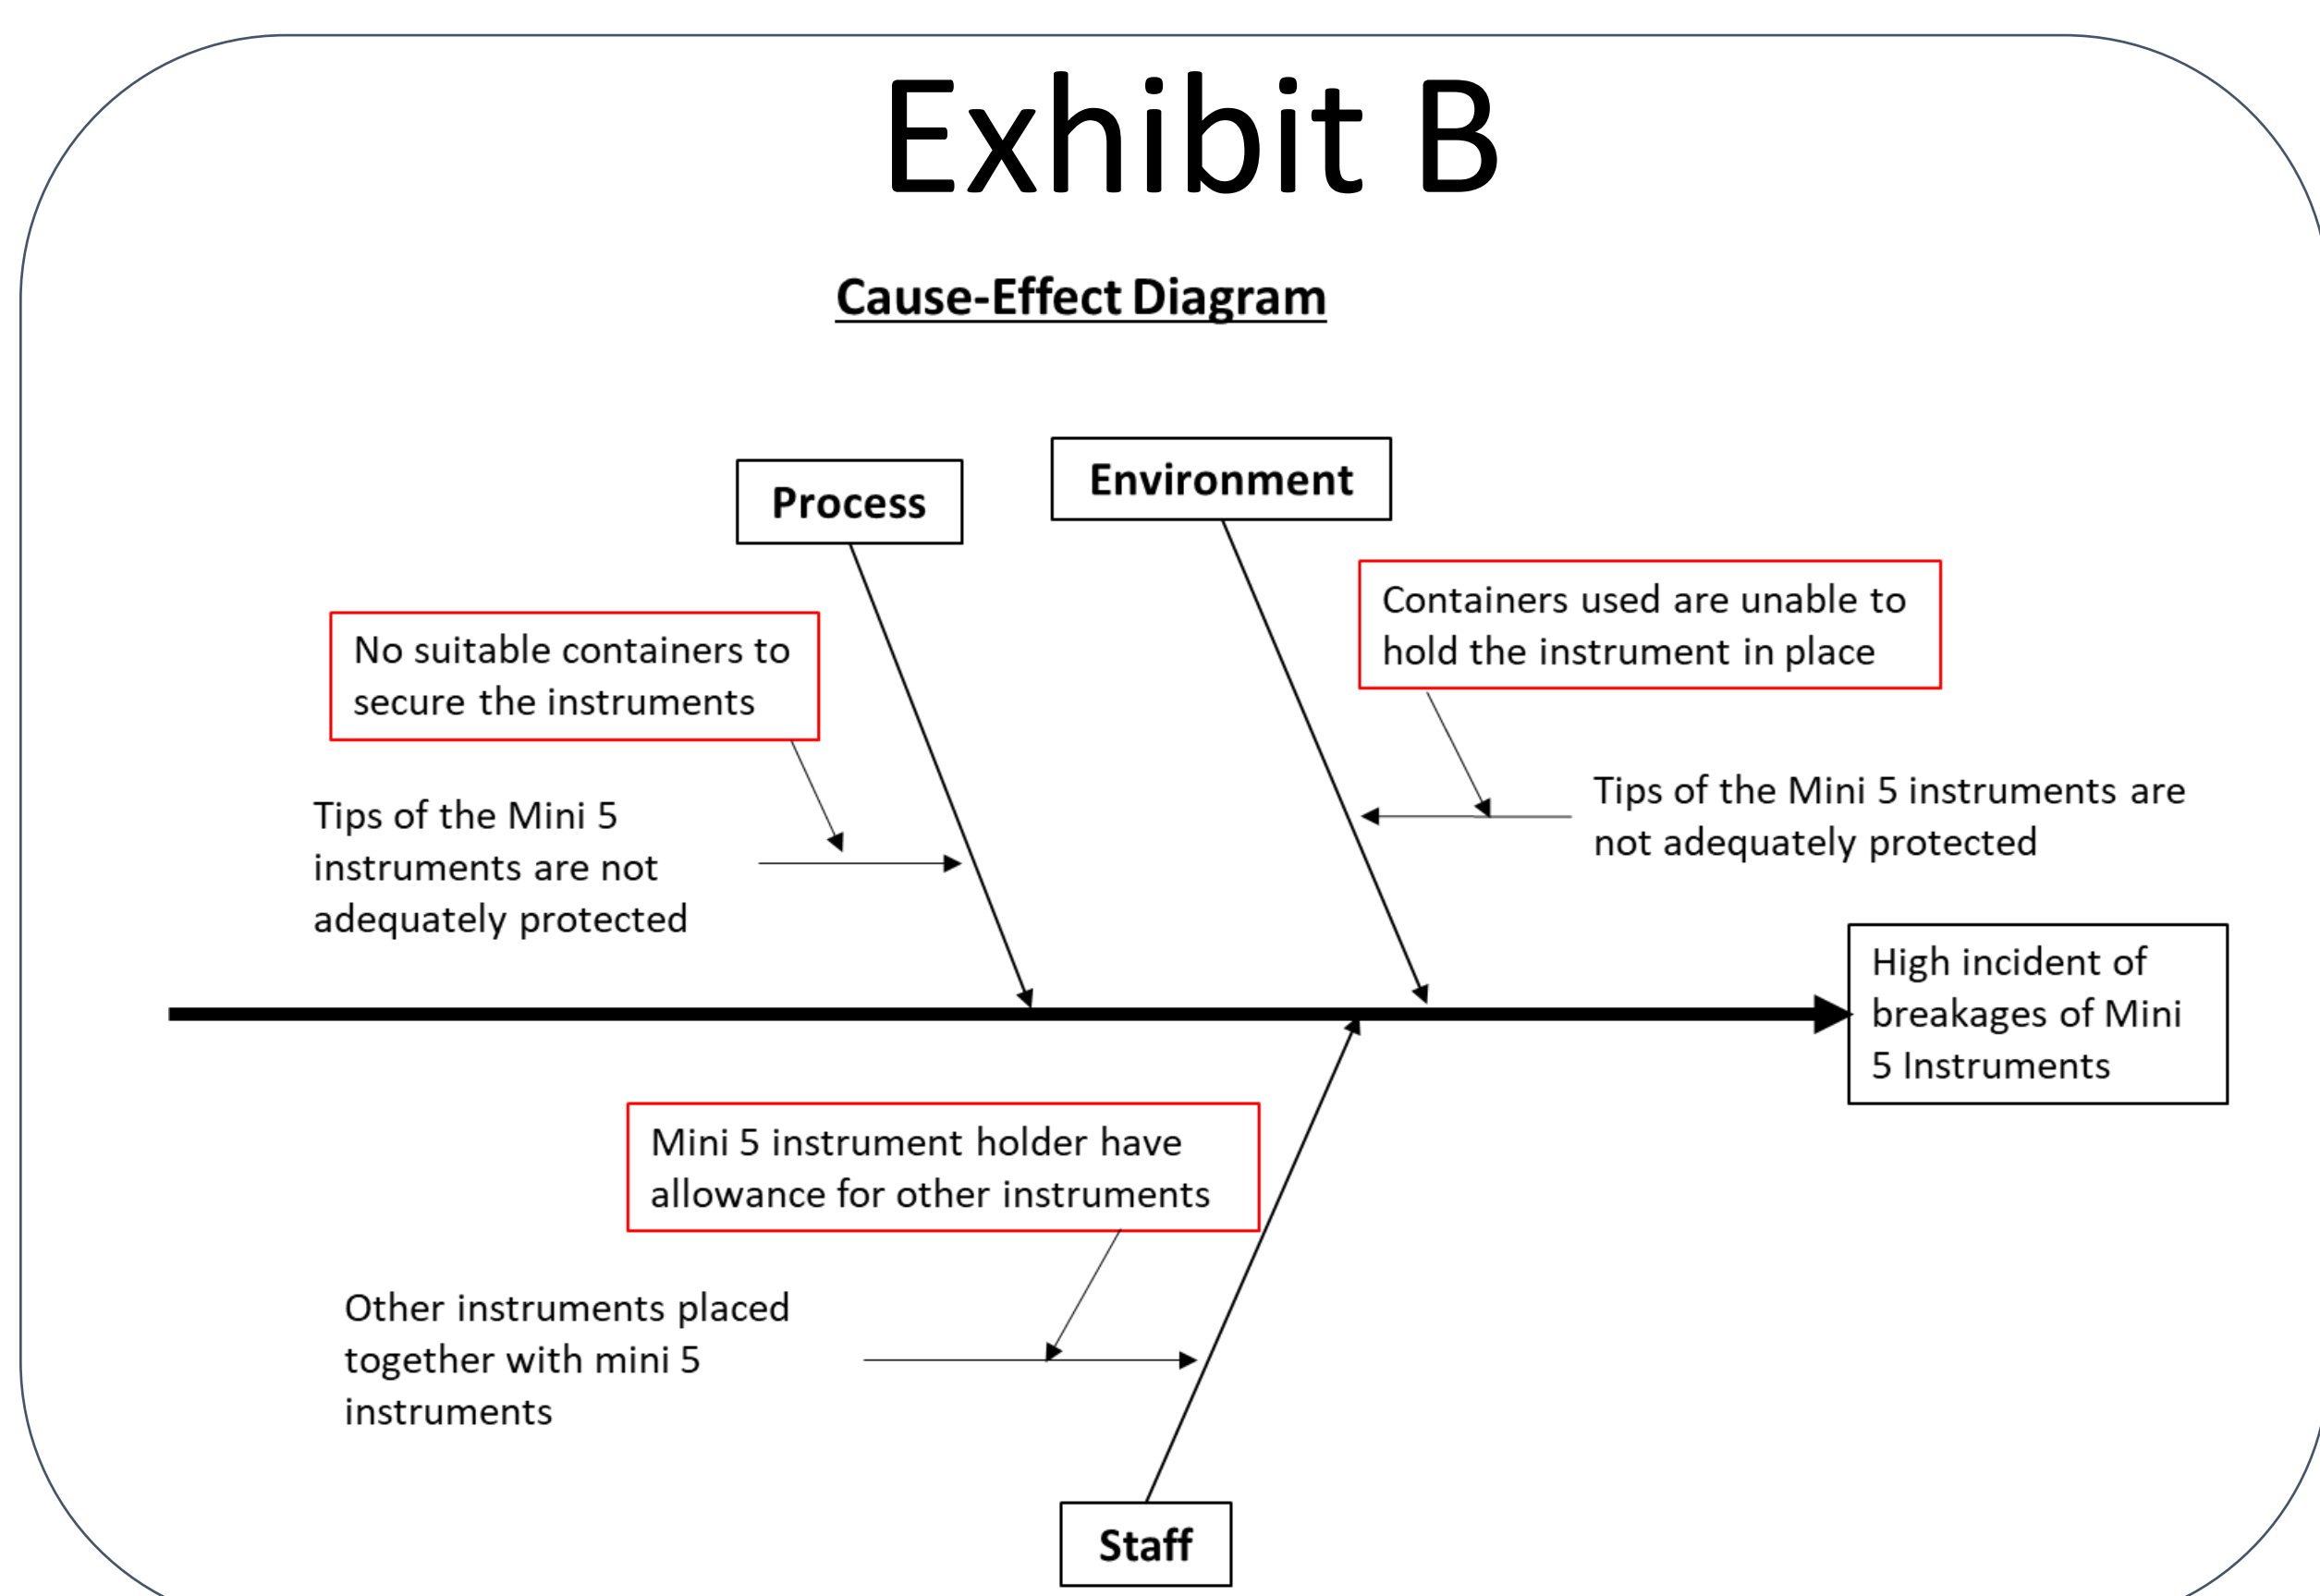 Exhibit B
Cause-Effect Diagram
Process
Environment
No suitable containers to
secure the instruments
Containers used are unable to
hold the instrument in place
Tips of the Mini 5
instruments are not
adequately protected
Tips of the Mini 5 instruments are
not adequately protected
High incident of
breakages of Mini
5 Instruments
Mini 5 instrument holder have
allowance for other instruments
Other instruments placed
together with mini 5
instruments
Staff